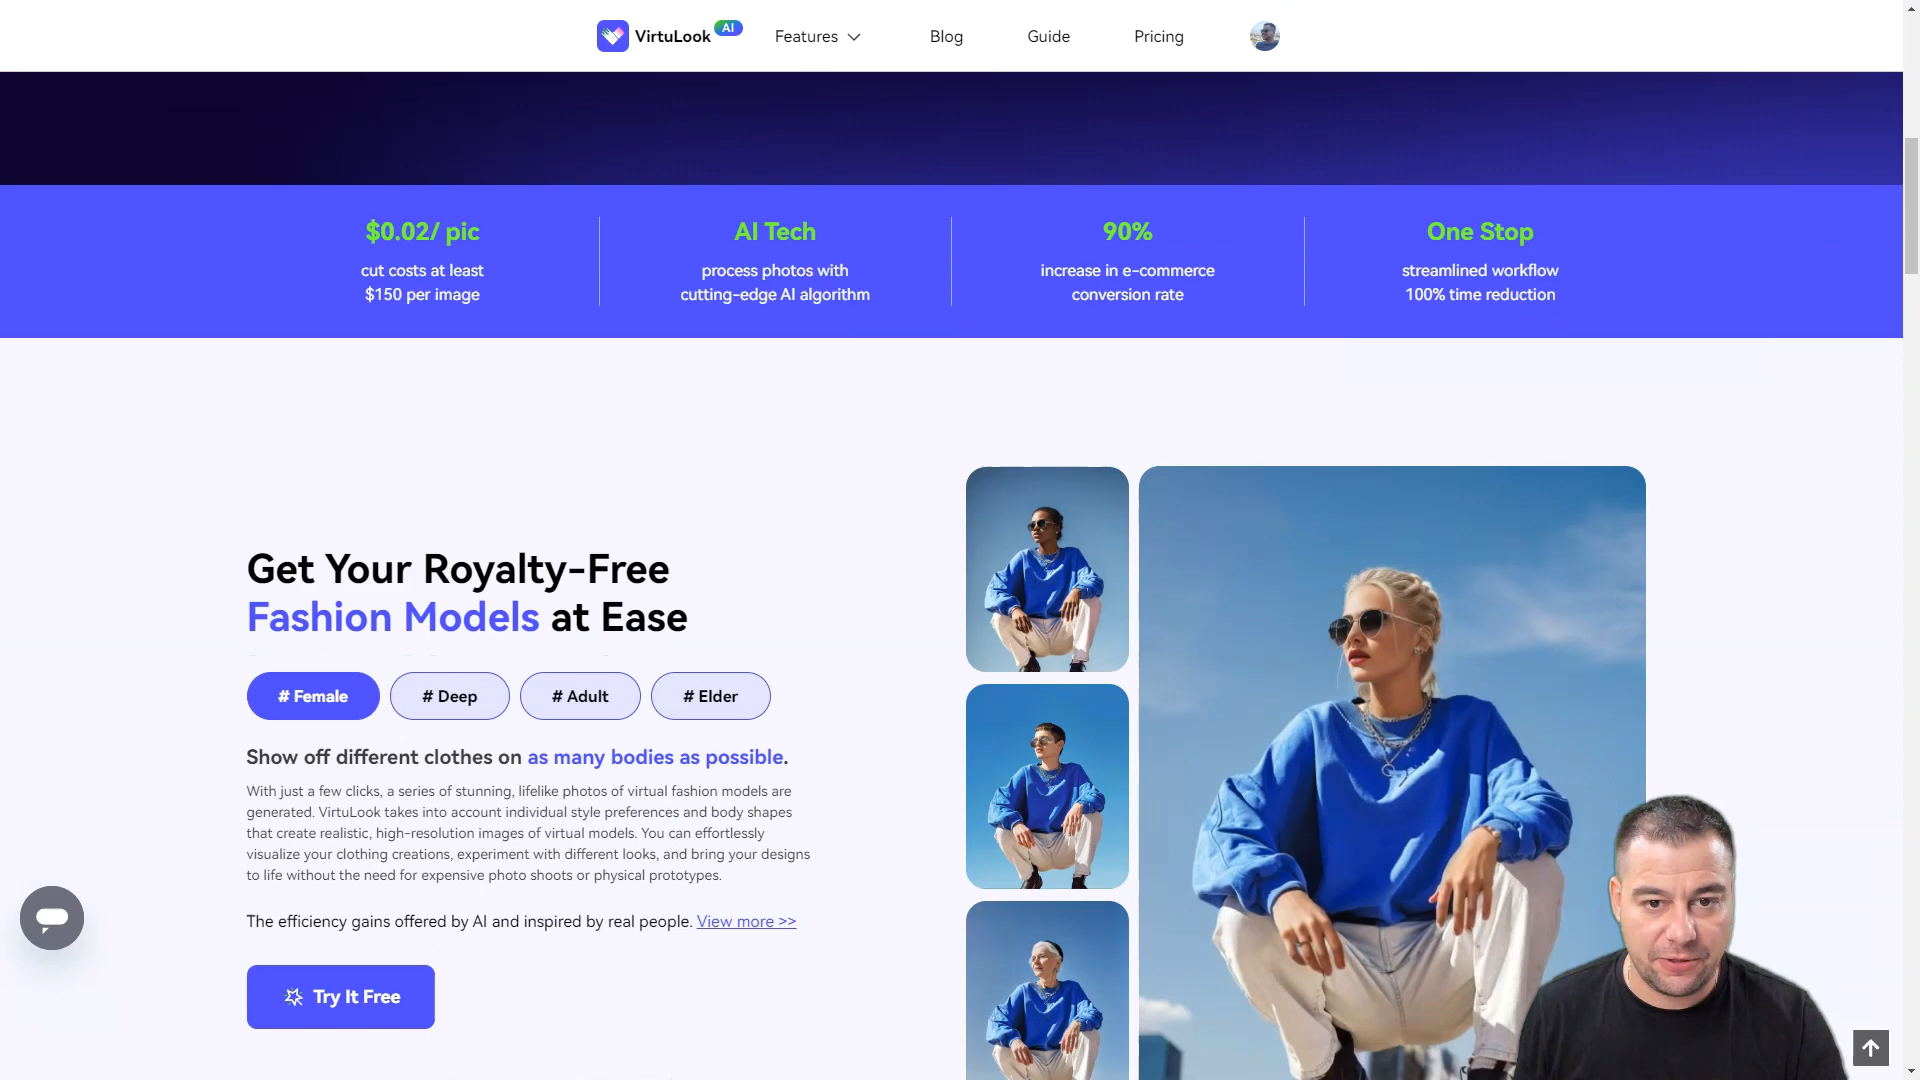 VirtuLook AI
Features
Blog
Guide
Pricing
$0.02/ pic
cut costs at least
$150 per image
AI Tech
process photos with
cutting-edge AI algorithm
90%
increase in e-commerce
conversion rate
One Stop
streamlined workflow
100% time reduction
Get Your Royalty-Free
Fashion Models at Ease
# Female
# Deep
# Adult
# Elder
Show off different clothes on as many bodies as possible.
With just a few clicks, a series of stunning, lifelike photos of virtual fashion models are
generated. VirtuLook takes into account individual style preferences and body shapes
that create realistic, high-resolution images of virtual models. You can effortlessly
visualize your clothing creations, experiment with different looks, and bring your designs
to life without the need for expensive photo shoots or physical prototypes.
The efficiency gains offered by AI and inspired by real people. View more >>
Try It Free